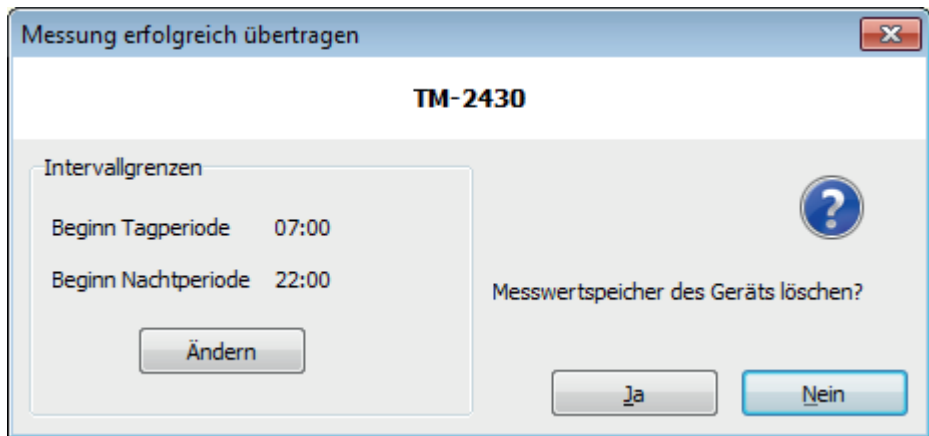 Messung erfolgreich übertragen
TM-2430
Intervallgrenzen
Beginn Tagperiode 07:00
Beginn Nachtperiode 22:00
Ändern
Messwertspeicher des Geräts löschen?
Ja
Nein